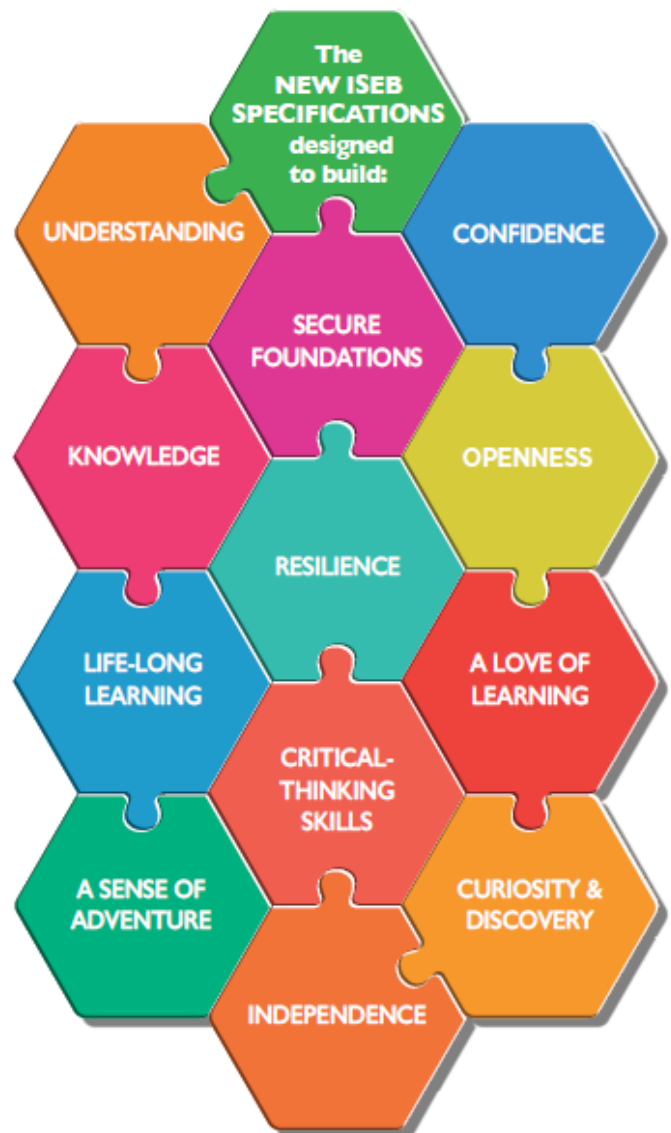 The
NEW ISEB
SPECIFICATIONS
designed
to build:
UNDERSTANDING
CONFIDENCE
SECURE
FOUNDATIONS
KNOWLEDGE
OPENNESS
RESILIENCE
LIFE-LONG
LEARNING
A LOVE OF
LEARNING
CRITICAL-
THINKING
SKILLS
A SENSE OF
ADVENTURE
CURIOSITY &
DISCOVERY
INDEPENDENCE